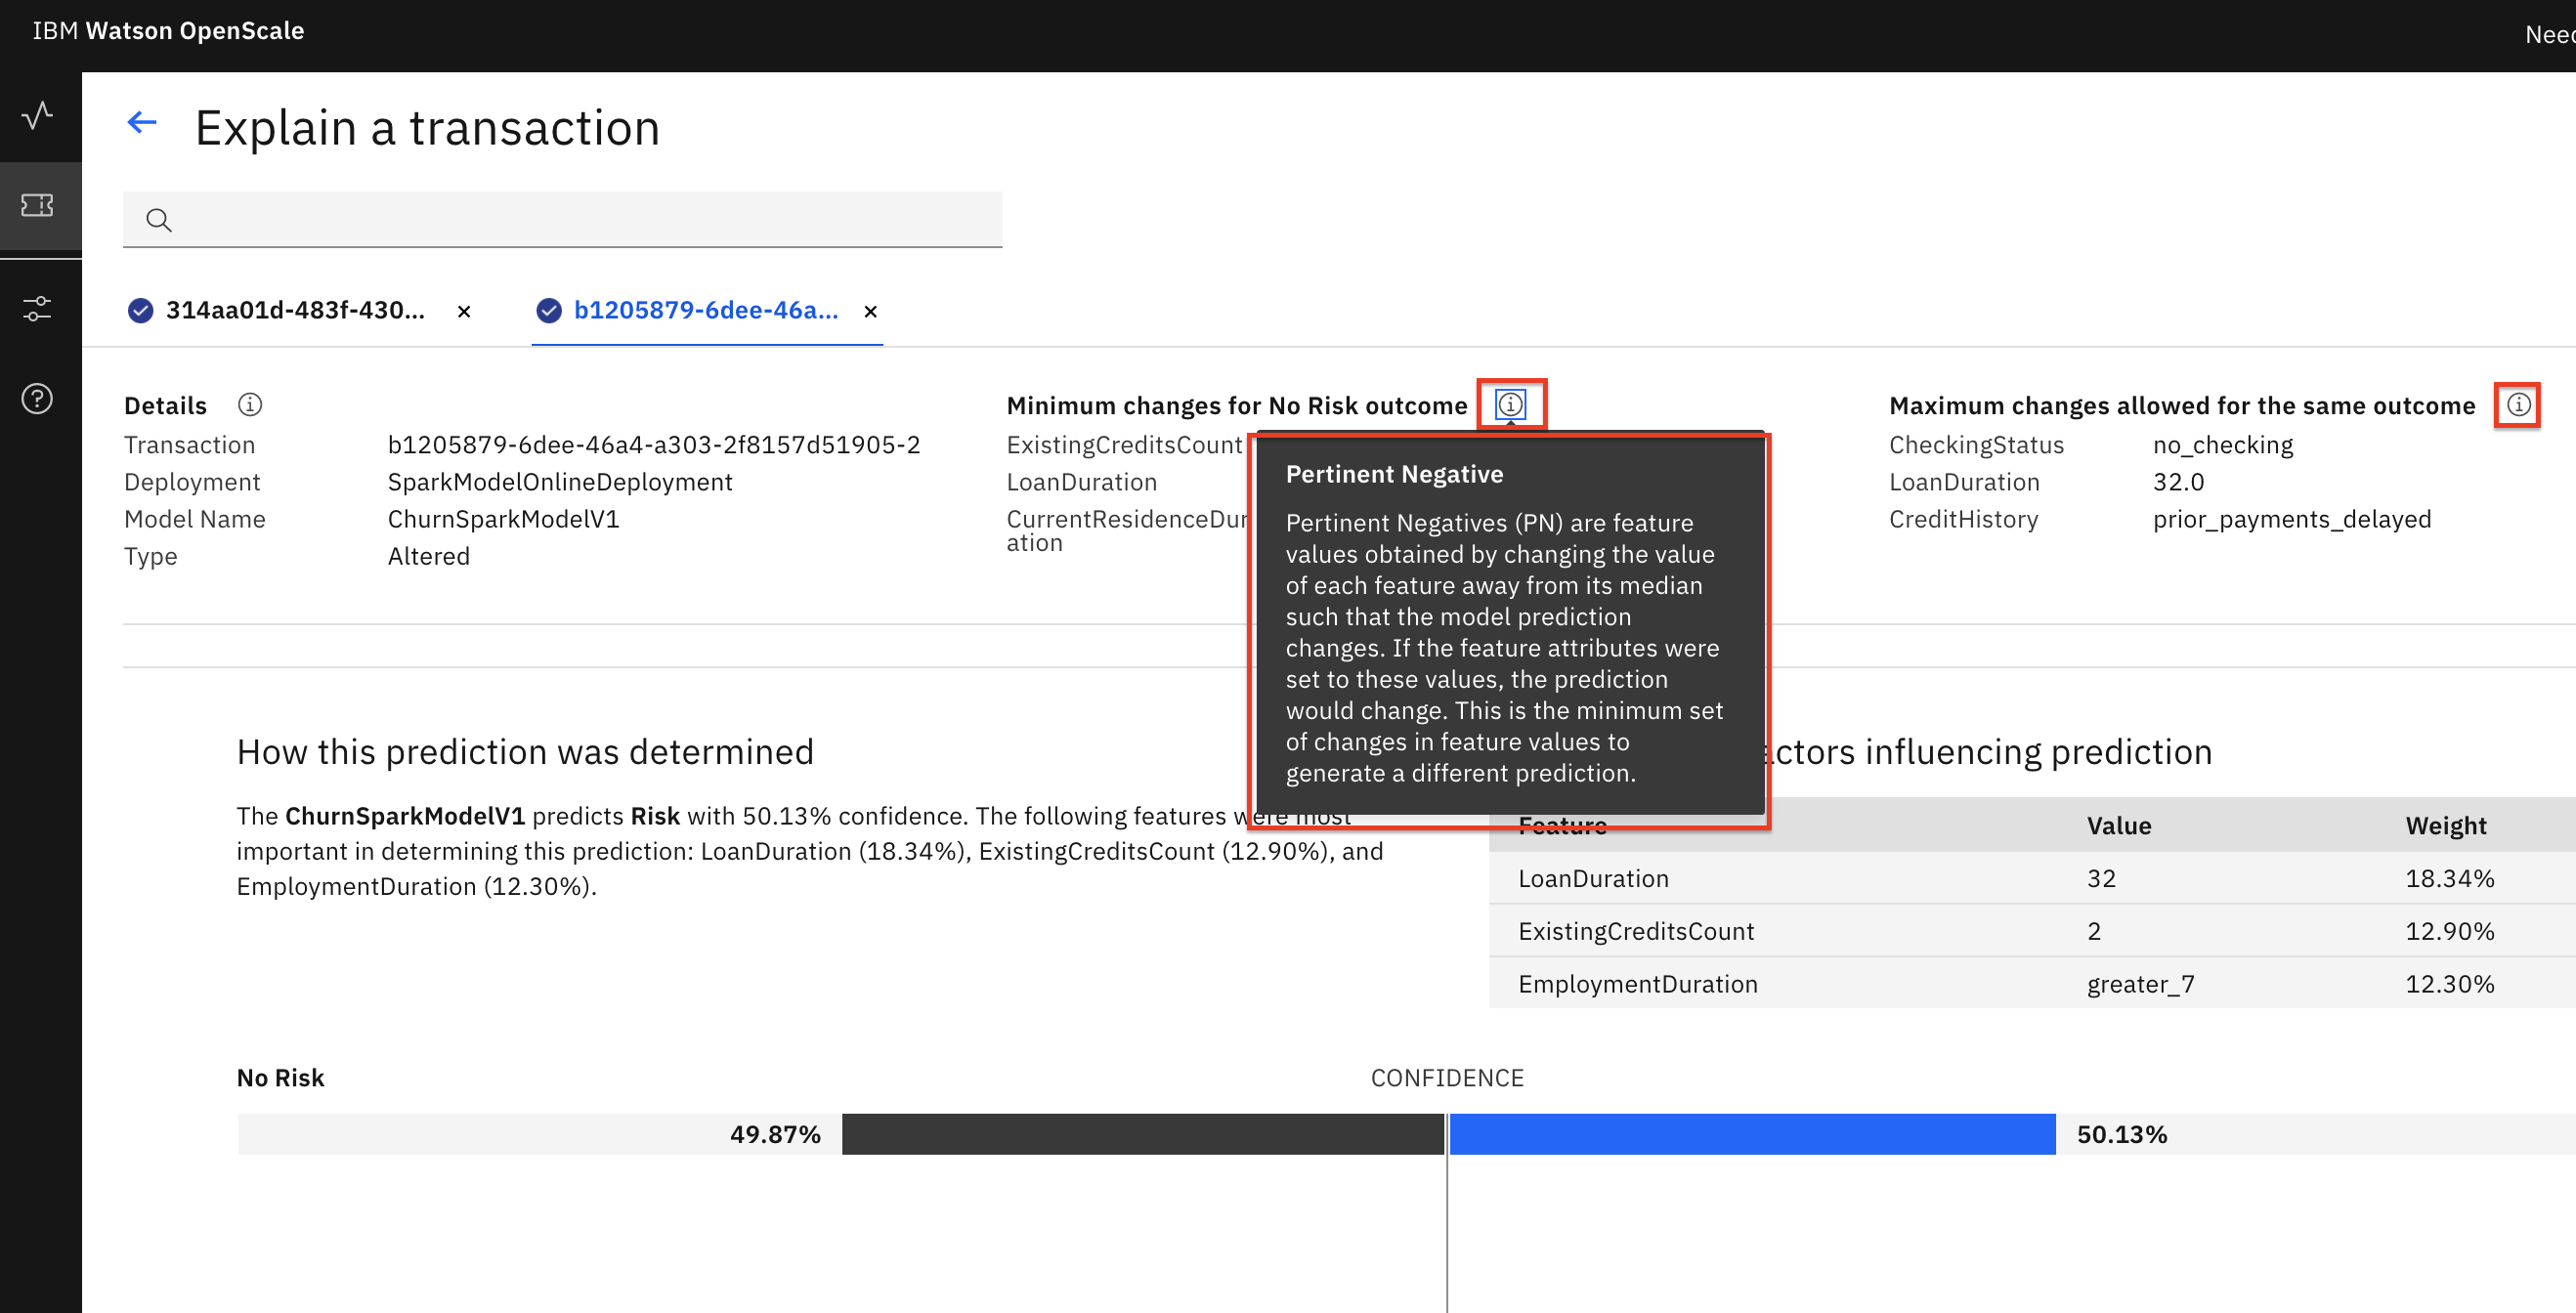 IBM Watson OpenScale
Explain a transaction
314aa01d-483f-430...
b1205879-6dee-46a...
Details
Transaction b1205879-6dee-46a4-a303-2f8157d51905-2
Deployment SparkModelOnlineDeployment
Model Name ChurnSparkModelV1
Type Altered
Minimum changes for No Risk outcome
ExistingCreditsCount
LoanDuration
CurrentResidenceDur
ation
Pertinent Negative
Pertinent Negatives (PN) are feature
values obtained by changing the value
of each feature away from its median
such that the model prediction
changes. If the feature attributes were
set to these values, the prediction
would change. This is the minimum set
of changes in feature values to
generate a different prediction.
Maximum changes allowed for the same outcome
CheckingStatus no_checking
LoanDuration 32.0
CreditHistory prior_payments_delayed
How this prediction was determined
The ChurnSparkModelV1 predicts Risk with 50.13% confidence. The following features were most
important in determining this prediction: LoanDuration (18.34%), ExistingCreditsCount (12.90%), and
EmploymentDuration (12.30%).
influencing prediction
Feature Value Weight
LoanDuration 32 18.34%
ExistingCreditsCount 2 12.90%
EmploymentDuration greater_7 12.30%
No Risk CONFIDENCE
49.87% 50.13%